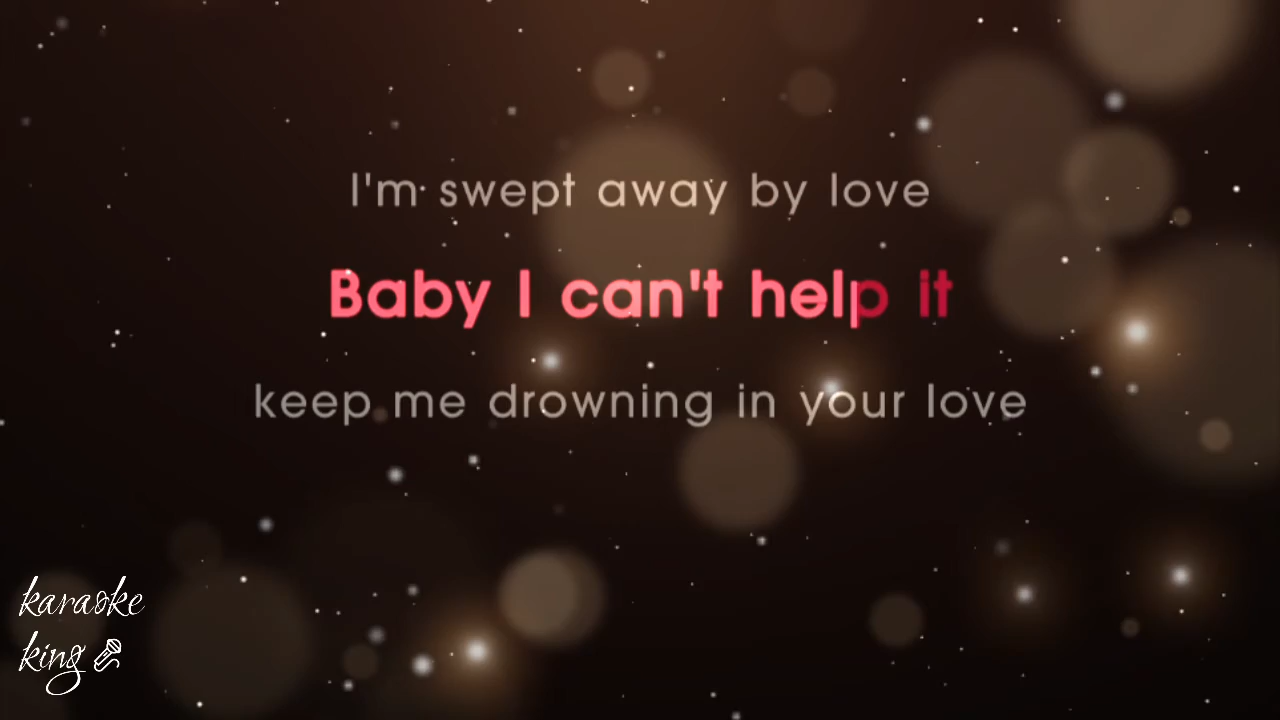 I'm swept away by love
Baby I can't help it
keep me drowning in your love
karaoke
king